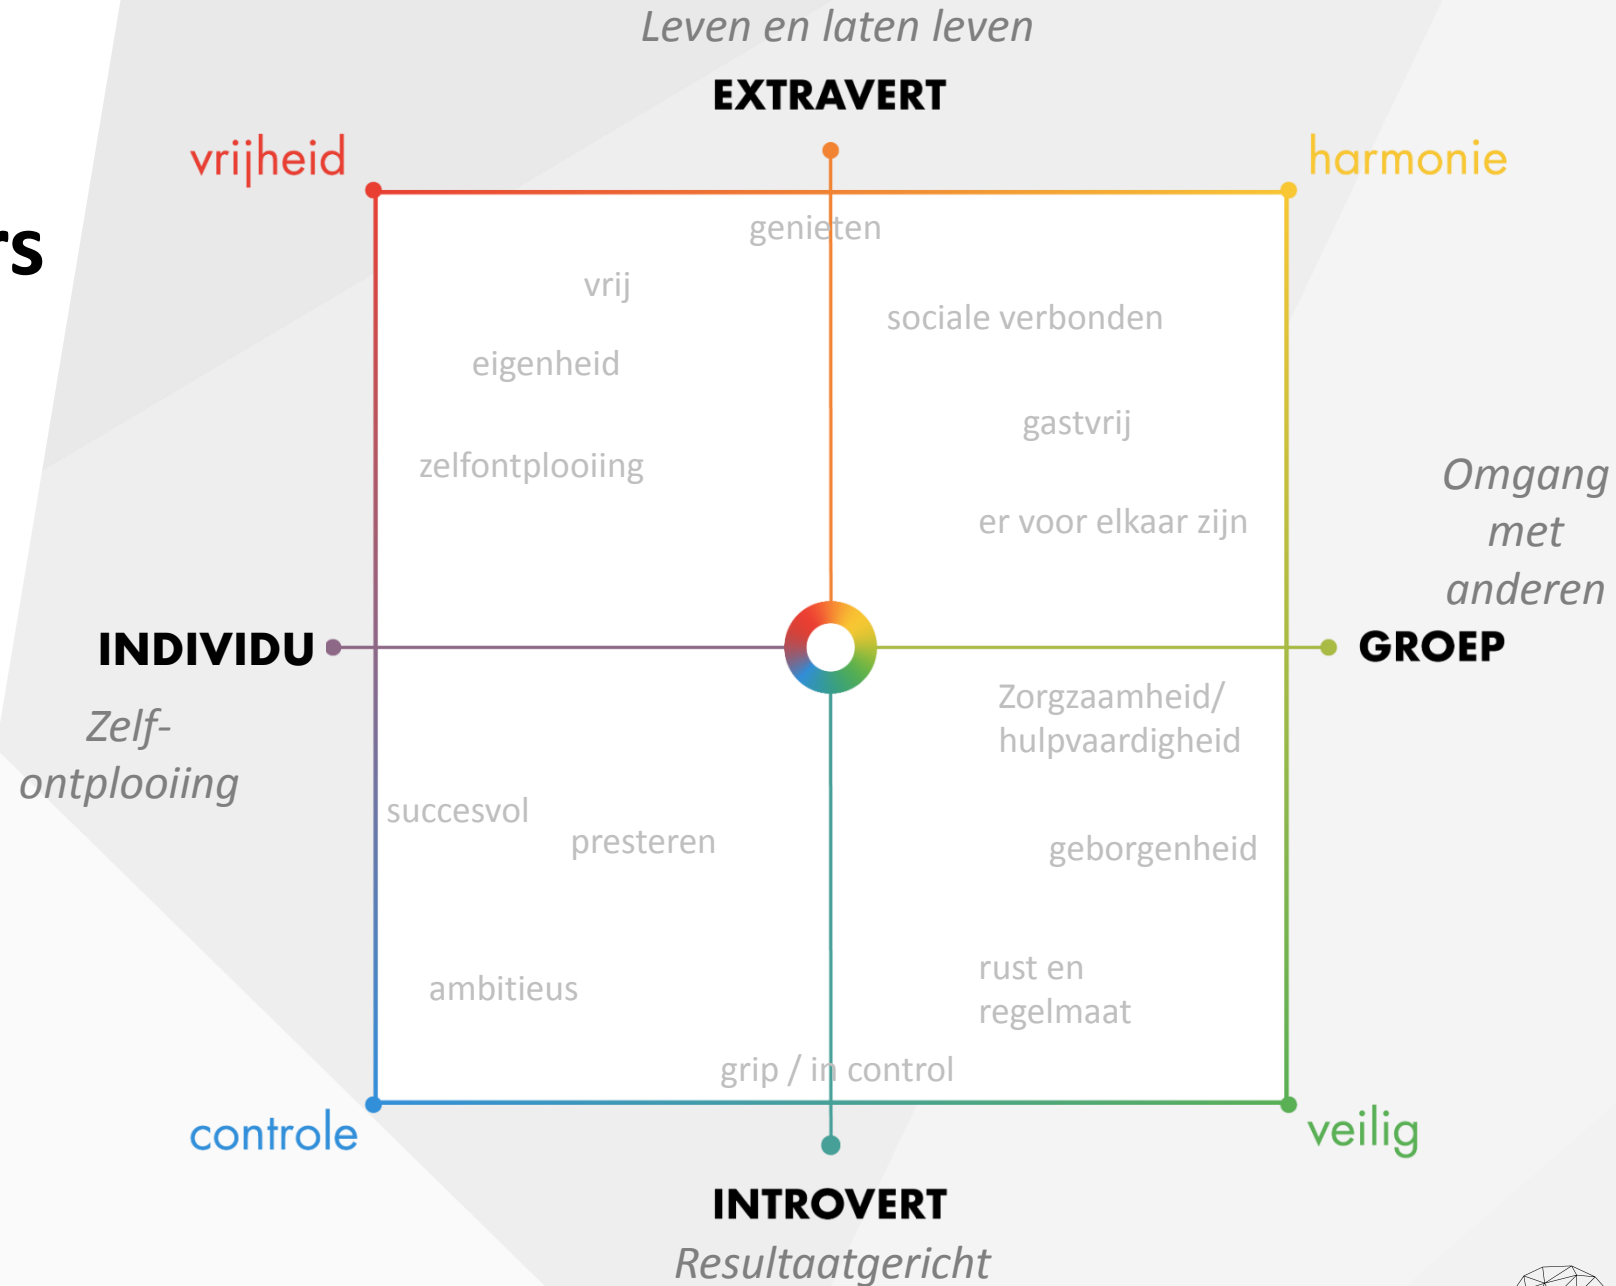 Leven en laten leven
EXTRAVERT
vrijheid
harmonie
rs
genieten
vrij
sociale verbonden
eigenheid
gastvrij
zelfontplooiing
er voor elkaar zijn
Omgang
met
anderen
INDIVIDU
GROEP
Zelf-
ontplooiing
Zorgzaamheid/
hulpvaardigheid
succesvol
presteren
geborgenheid
ambitieus
rust en
regelmaat
grip / in control
controle
veilig
INTROVERT
Resultaatgericht